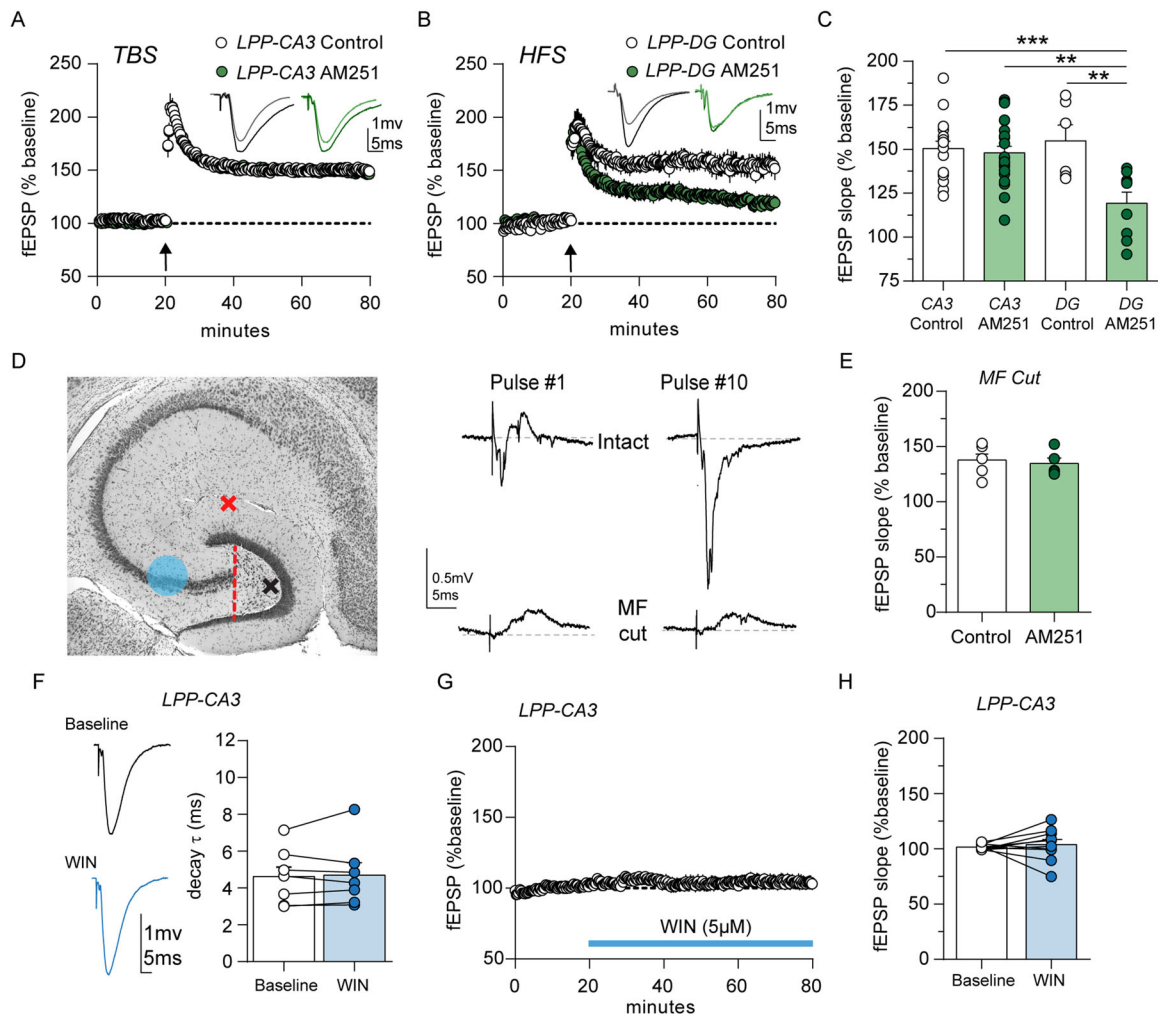 A
TBS
LPP-CA3 Control
LPP-CA3 AM251
1mv
5ms
fEPSP (% baseline)
250
200
150
100
50
0 20 40 60 80
minutes
B
HFS
LPP-DG Control
LPP-DG AM251
1mv
5ms
fEPSP (% baseline)
250
200
150
100
50
0 20 40 60 80
minutes
C
***
**
**
fEPSP slope (% baseline)
200
175
150
125
100
75
CA3 Control
CA3 AM251
DG Control
DG AM251
D
Pulse #1
Pulse #10
Intact
0.5mV
5ms
MF
cut
E
MF Cut
fEPSP slope (% baseline)
200
150
100
50
0
Control AM251
F
LPP-CA3
Baseline
WIN
1mv
5ms
decay τ (ms)
12
10
8
6
4
2
0
Baseline WIN
G
LPP-CA3
fEPSP (%baseline)
200
150
100
50
WIN (5µM)
0 20 40 60 80
minutes
H
LPP-CA3
fEPSP slope (%baseline)
200
150
100
50
0
Baseline WIN